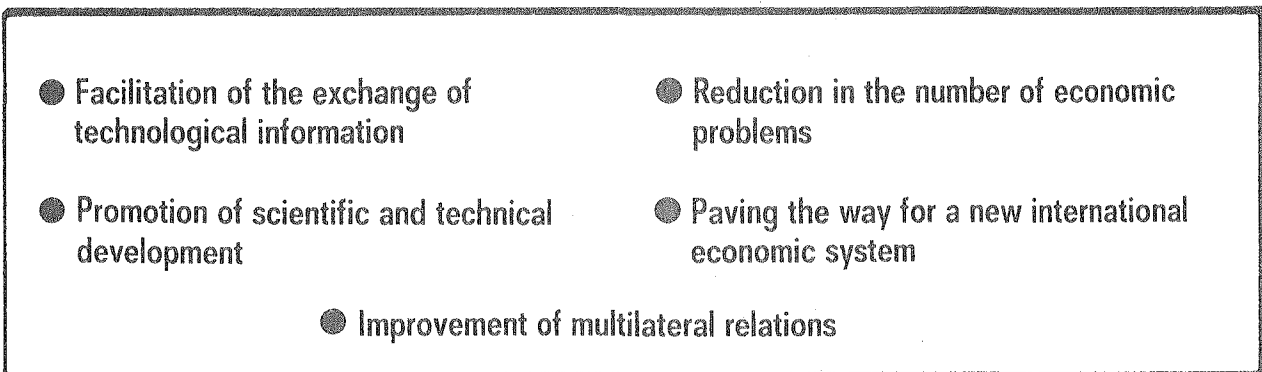 ● Facilitation of the exchange of
technological information
● Reduction in the number of economic
problems
● Promotion of scientific and technical
development
● Paving the way for a new international
economic system
● Improvement of multilateral relations